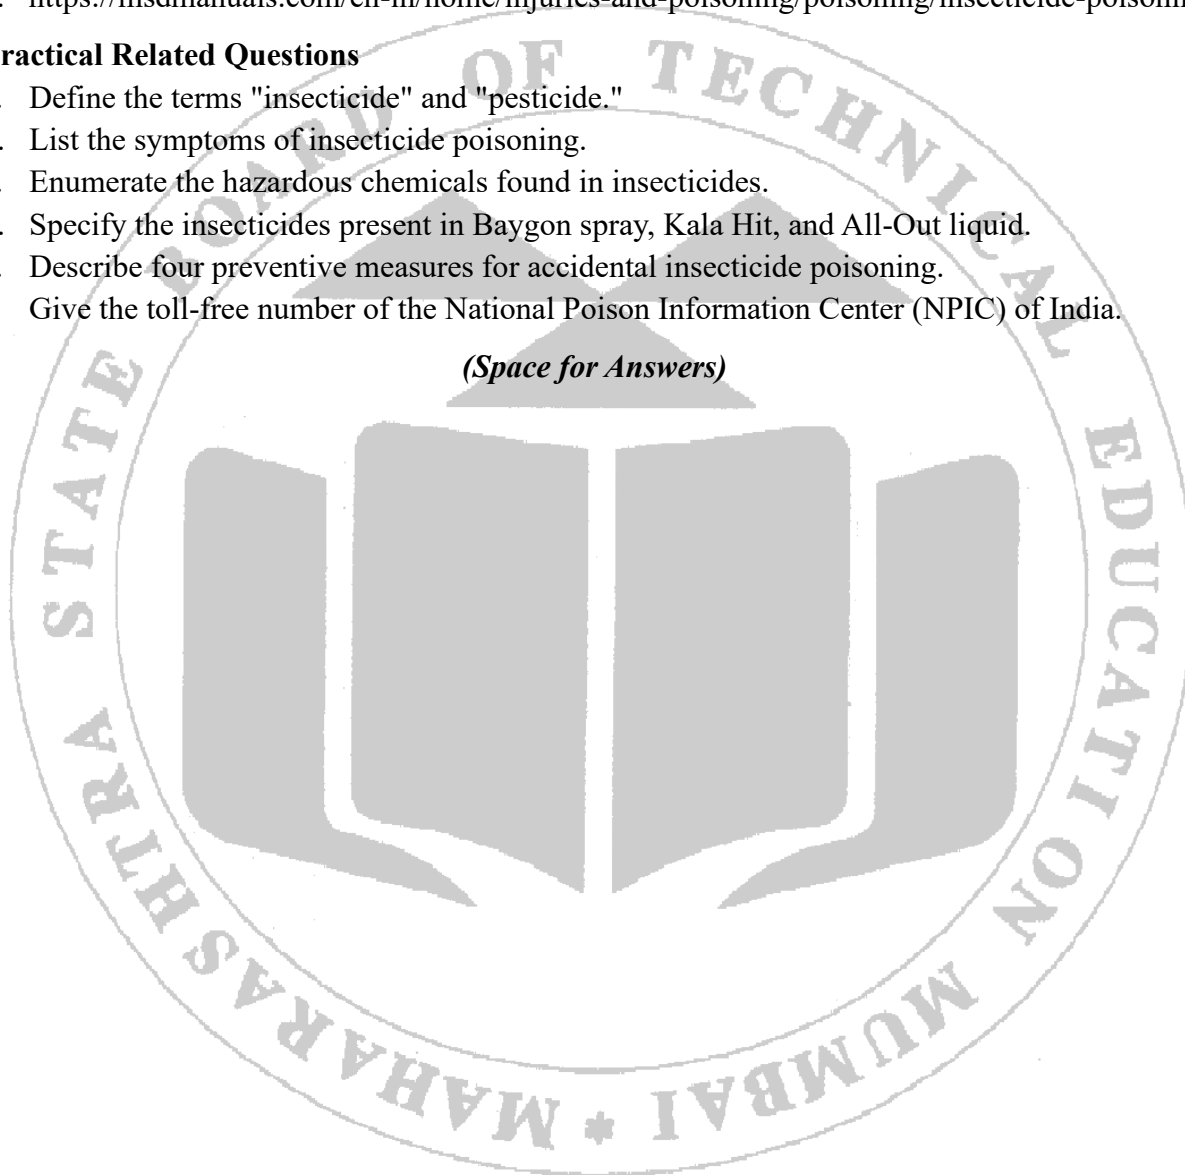 . https://msdmanuals.com/en-in/home/injuries-and-poisoning/poisoning/insecticide-poisoni
ractical Related Questions
. Define the terms "insecticide" and "pesticide."
. List the symptoms of insecticide poisoning.
. Enumerate the hazardous chemicals found in insecticides.
. Specify the insecticides present in Baygon spray, Kala Hit, and All-Out liquid.
. Describe four preventive measures for accidental insecticide poisoning.
Give the toll-free number of the National Poison Information Center (NPIC) of India.
(Space for Answers)
MAHARASHTRA STATE BOARD OF TECHNICAL EDUCATION MUMBAI *